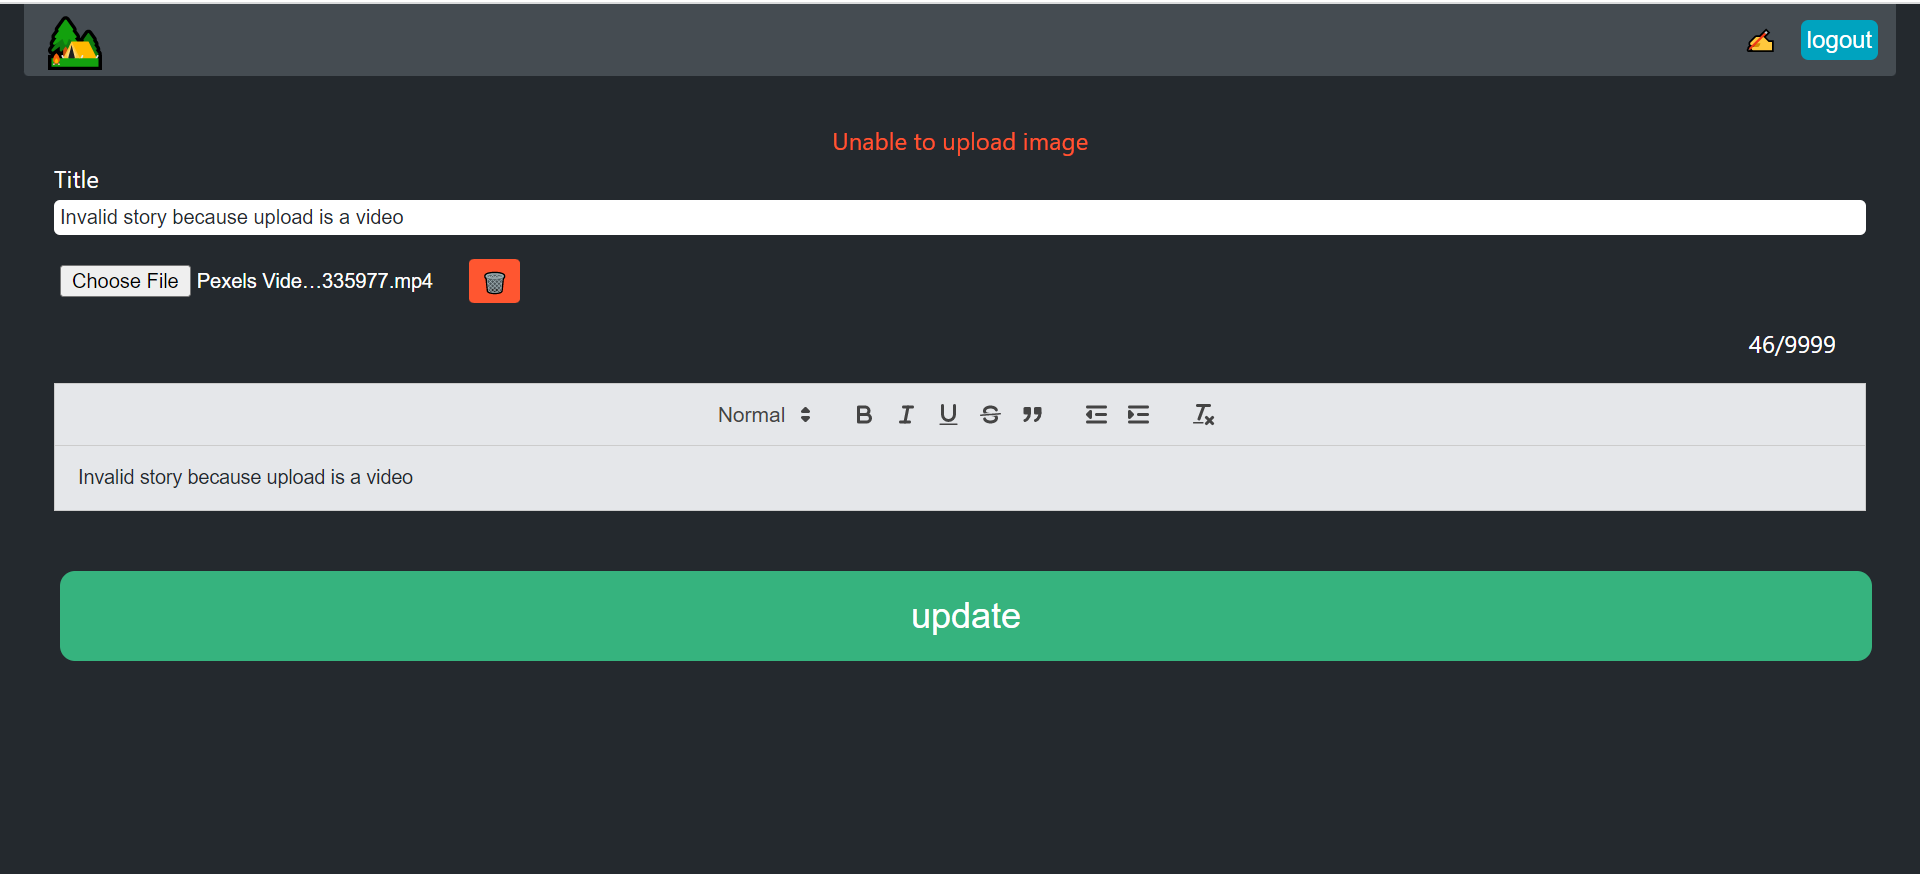 logout
Unable to upload image
Title
Invalid story because upload is a video
Choose File Pexels Vide...335977.mp4
46/9999
Normal
Invalid story because upload is a video
update